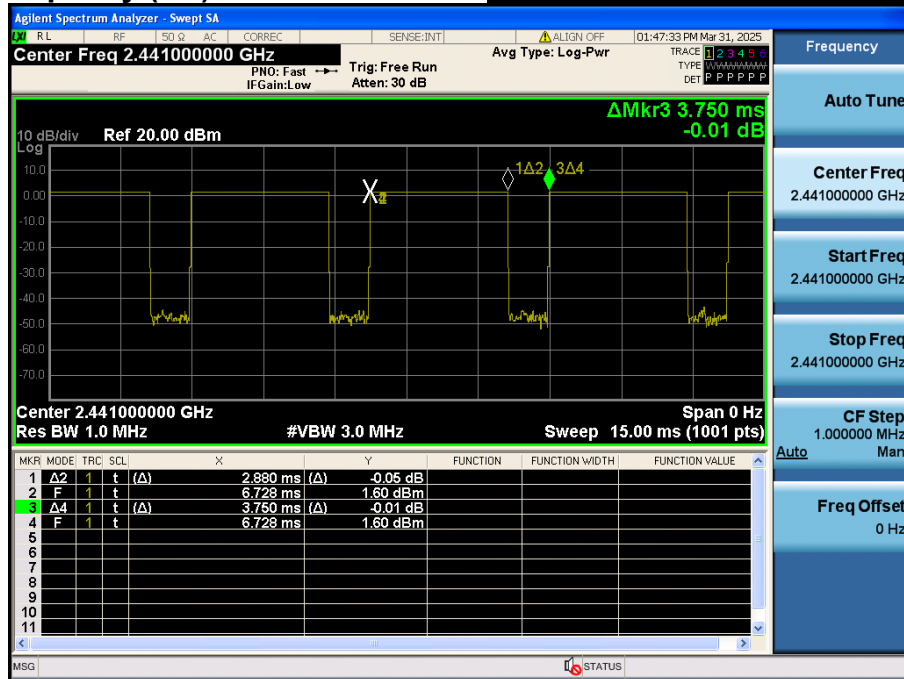 Agilent Spectrum Analyzer - Swept SA
LXI RL RF 50 Ω AC CORREC SENSE:INT ALIGN OFF 01:47:33 PM Mar 31, 2025
Center Freq 2.441000000 GHz
PNO: Fast
IFGain:Low
Trig: Free Run
Atten: 30 dB
Avg Type: Log-Pwr
TRACE 1 2 3 4 5 6
TYPE WWWWWW
DET P P P P P P
Frequency
Auto Tune
Center Freq
2.441000000 GHz
Start Freq
2.441000000 GHz
Stop Freq
2.441000000 GHz
CF Step
1.000000 MHz
Auto Man
Freq Offset
0 Hz
ΔMkr3 3.750 ms
-0.01 dB
10 dB/div Ref 20.00 dBm
Log
10.0
0.00
-10.0
-20.0
-30.0
-40.0
-50.0
-60.0
-70.0
1Δ2 3Δ4
Center 2.441000000 GHz Span 0 Hz
Res BW 1.0 MHz #VBW 3.0 MHz Sweep 15.00 ms (1001 pts)
MKR MODE TRC SCL X Y FUNCTION FUNCTION WIDTH FUNCTION VALUE
1 Δ2 1 t (Δ) 2.880 ms (Δ) -0.05 dB
2 F 1 t 6.728 ms 1.60 dBm
3 Δ4 1 t (Δ) 3.750 ms (Δ) -0.01 dB
4 F 1 t 6.728 ms 1.60 dBm
5
6
7
8
9
10
11
MSG STATUS